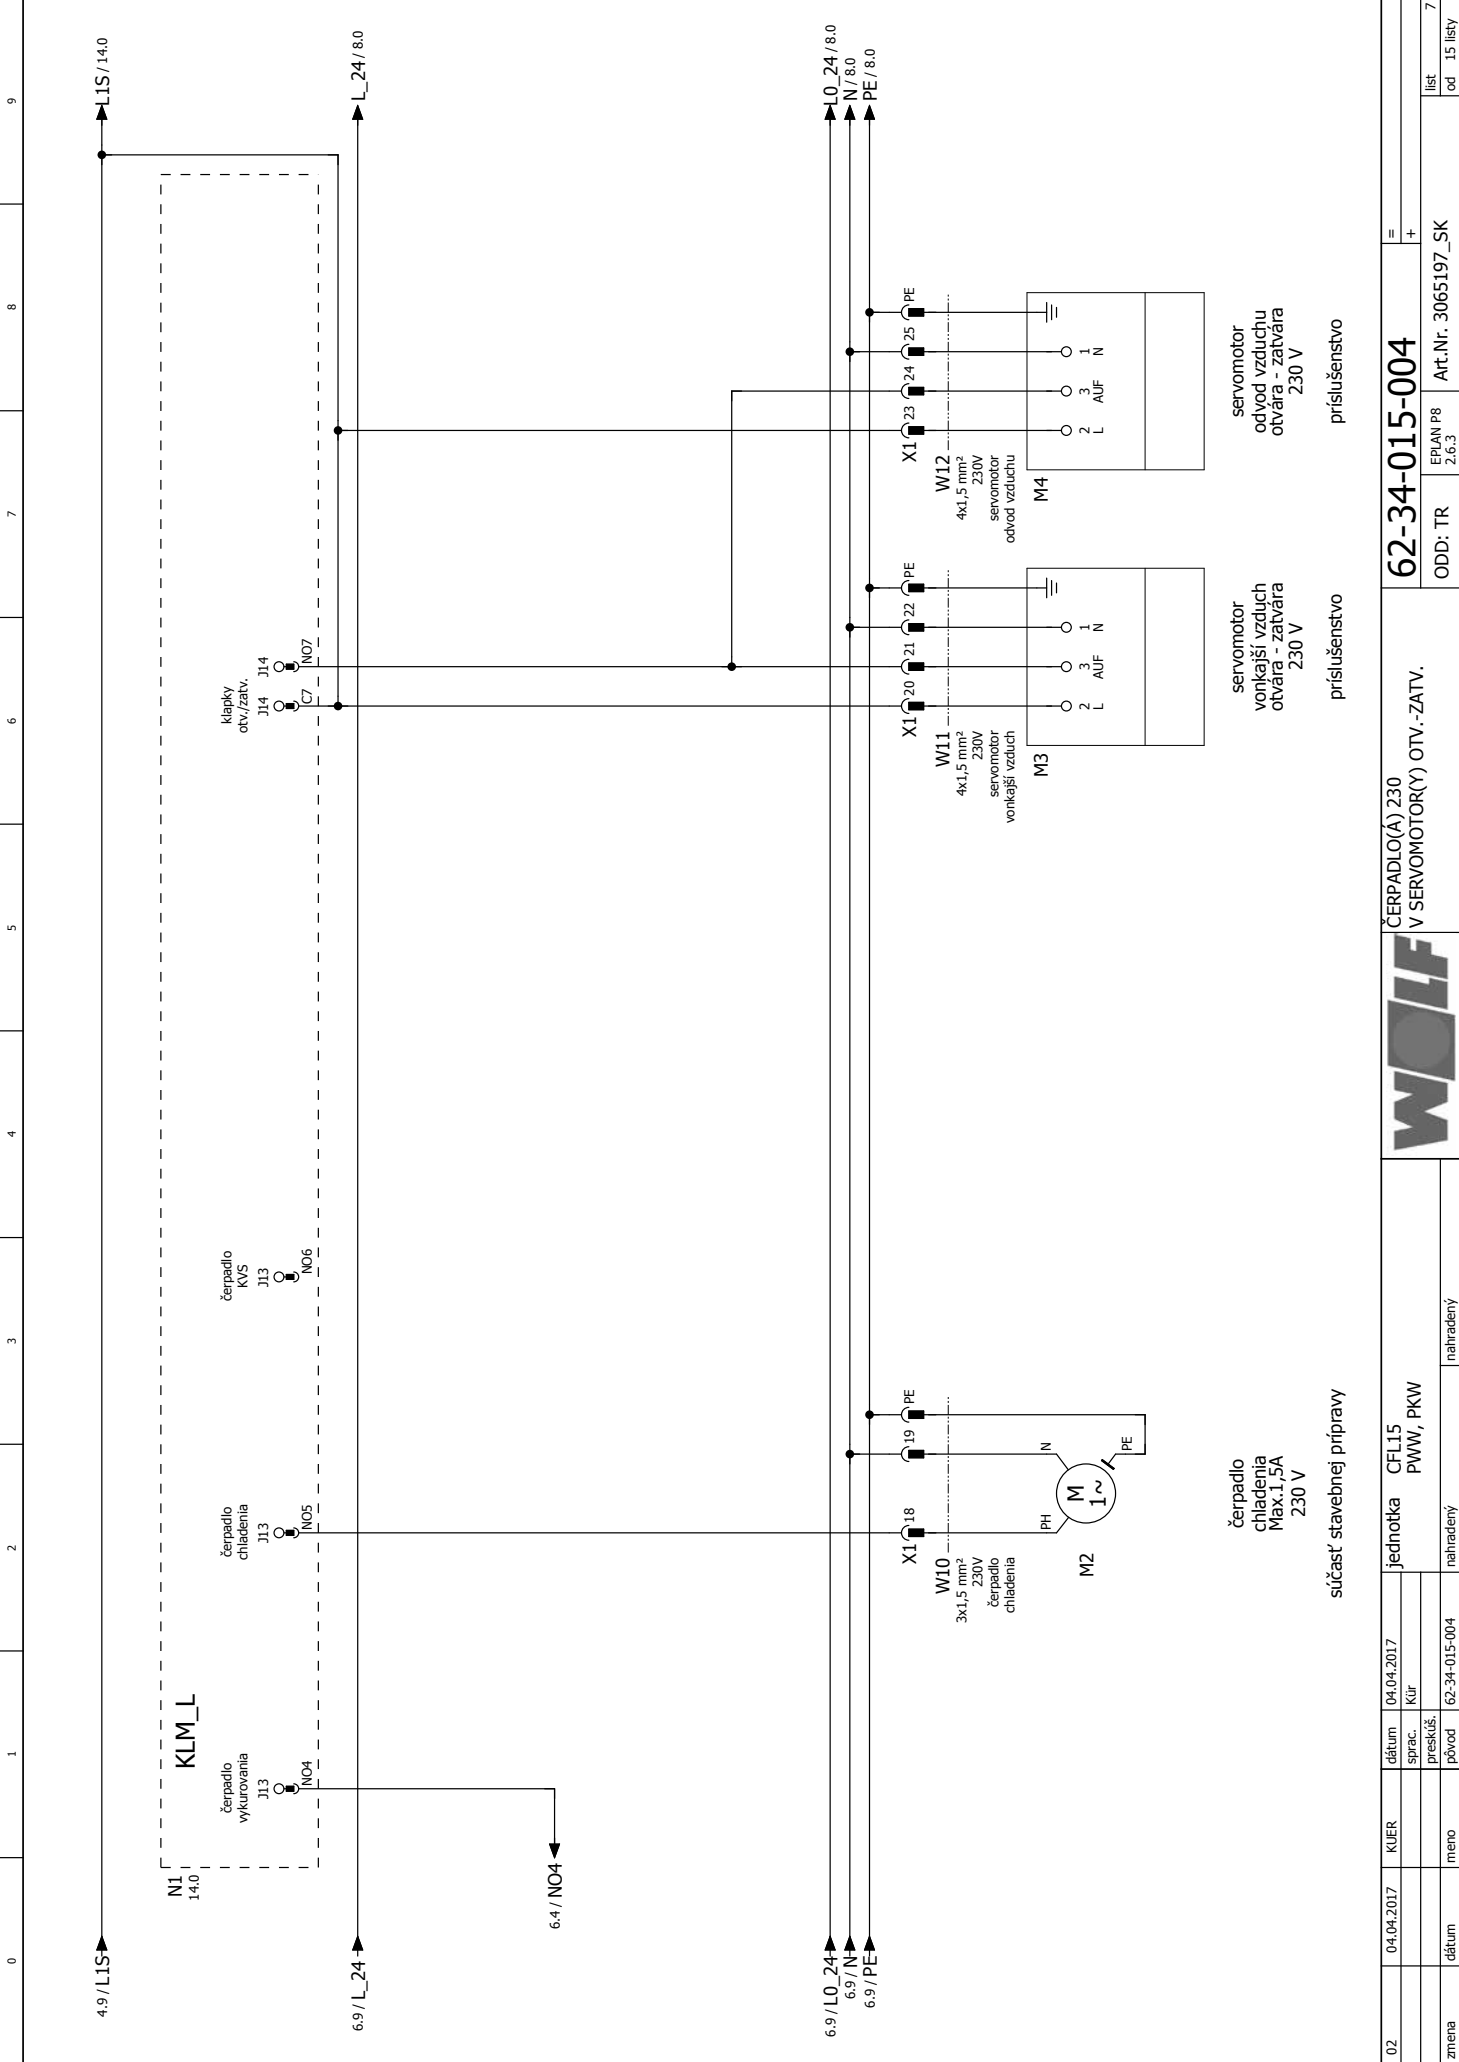 0
1
2
3
4
5
6
7
8
9
4.9 / L1S
L1S / 14.0
N1
14.0
KLM_L
čerpadlo
vykurovania
J13
NO4
čerpadlo
chladenia
J13
NO5
čerpadlo
KVS
J13
NO6
klapky
otv./zatv.
J14
C7
J14
NO7
6.9 / L_24
L_24 / 8.0
6.4 / NO4
6.9 / L0_24
6.9 / N
6.9 / PE
L0_24 / 8.0
N / 8.0
PE / 8.0
X1
18
19
PE
W10
3x1,5 mm²
230V
čerpadlo
chladenia
PH
N
M
1~
PE
M2
čerpadlo
chladenia
Max.1,5A
230 V
súčasť stavebnej prípravy
X1
20
21
22
PE
W11
4x1,5 mm²
230V
servomotor
vonkajší vzduch
2
L
3
AUF
1
N
M3
servomotor
vonkajší vzduch
otvára - zatvára
230 V
príslušenstvo
X1
23
24
25
PE
W12
4x1,5 mm²
230V
servomotor
odvod vzduchu
2
L
3
AUF
1
N
M4
servomotor
odvod vzduchu
otvára - zatvára
230 V
príslušenstvo
02
04.04.2017
KUER
zmena
dátum
meno
dátum
04.04.2017
sprac.
Kür
preskúš.
pôvod
62-34-015-004
jednotka
CFL15
PWW, PKW
nahradený
nahradený
WOLF
ČERPADLO(Á) 230
V SERVOMOTOR(Y) OTV.-ZATV.
62-34-015-004
ODD: TR
EPLAN P8
2.6.3
Art.Nr. 3065197_SK
=
+
list
7
od
15 listy